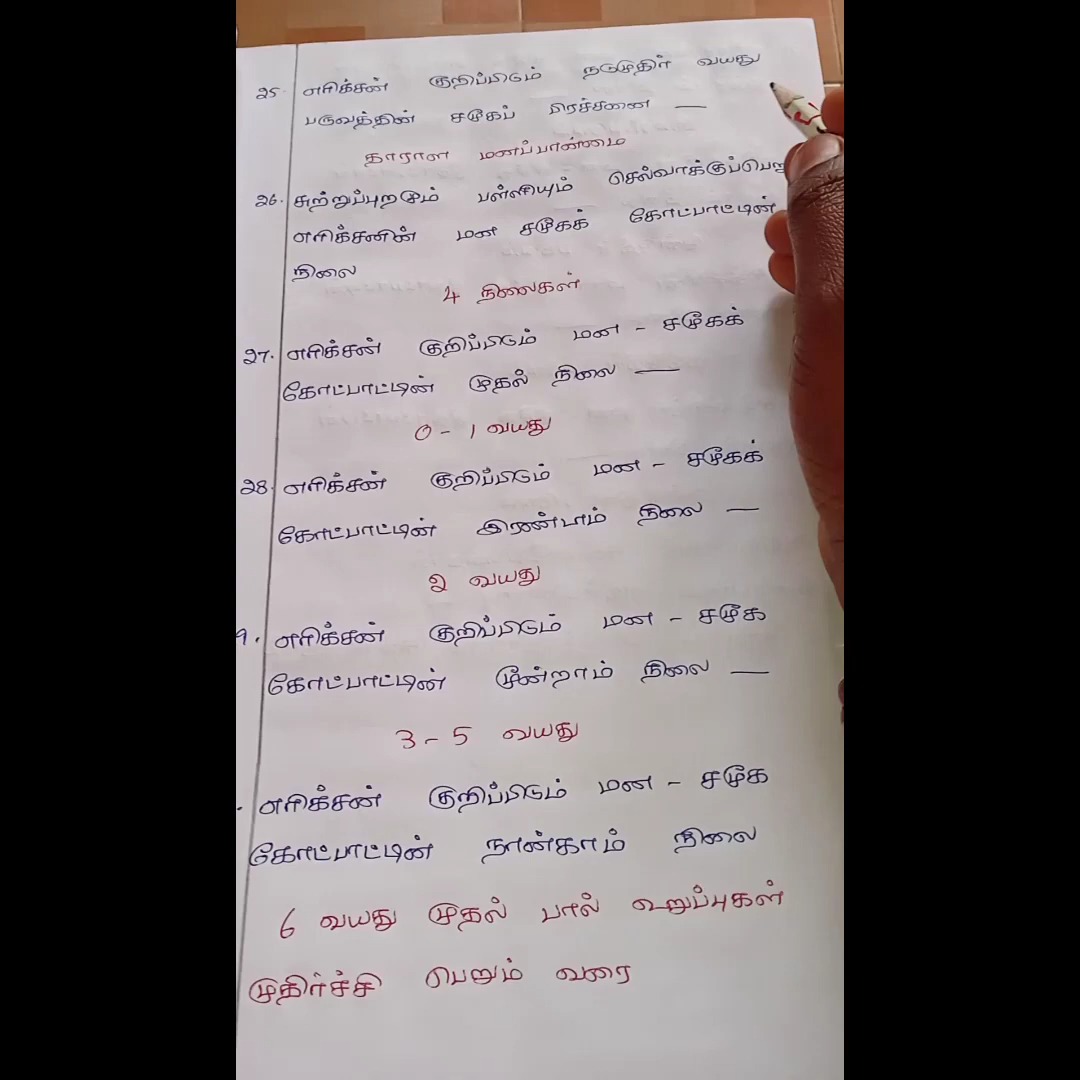 25. எரிக்சன் குறிப்பிடும் நடுமுதிர் வயது
பருவத்தின் சமூகப் பிரச்சனை —
தாராள மனப்பான்மை
26. சுற்றுப்புறமும் பள்ளியும் செல்வாக்குப்பெறு
எரிக்சனின் மன சமூகக் கோட்பாட்டின்
நிலை
4 நிலைகள்
27. எரிக்சன் குறிப்பிடும் மன - சமூகக்
கோட்பாட்டின் முதல் நிலை —
0 - 1 வயது
28. எரிக்சன் குறிப்பிடும் மன - சமூகக்
கோட்பாட்டின் இரண்டாம் நிலை —
2 வயது
9. எரிக்சன் குறிப்பிடும் மன - சமூக
கோட்பாட்டின் மூன்றாம் நிலை —
3 - 5 வயது
. எரிக்சன் குறிப்பிடும் மன - சமூக
கோட்பாட்டின் நான்காம் நிலை
6 வயது முதல் பால் உறுப்புகள்
முதிர்ச்சி பெறும் வரை